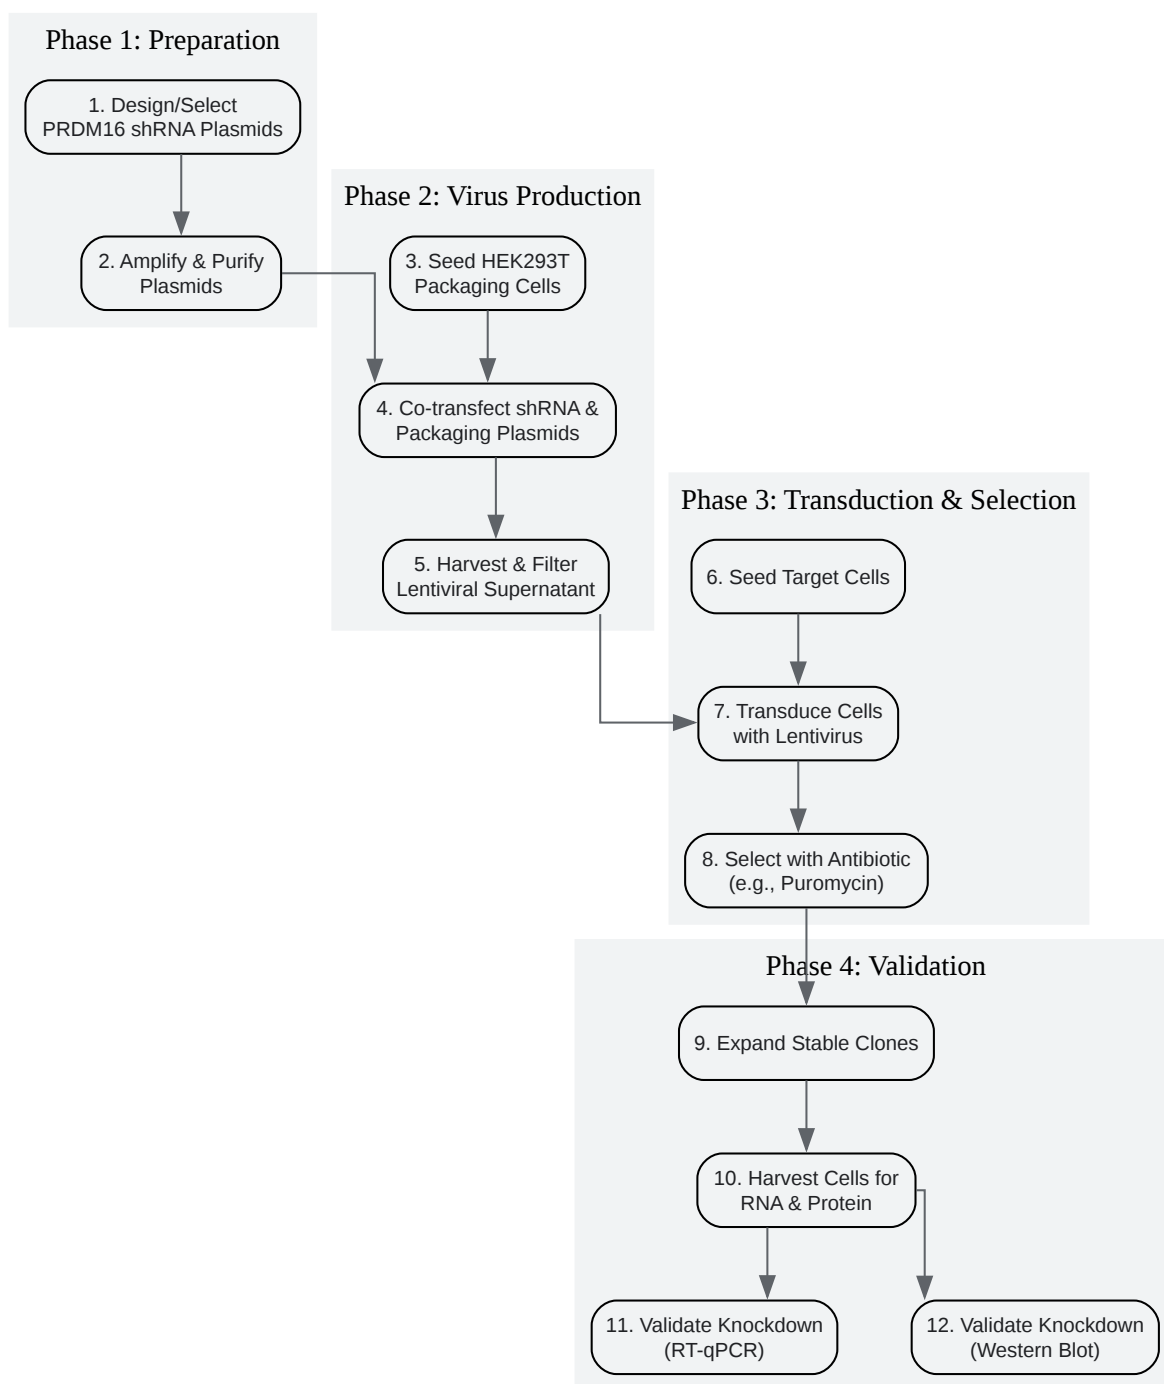 Phase 1: Preparation
1. Design/Select
PRDM16 shRNA Plasmids
2. Amplify & Purify
Plasmids
Phase 2: Virus Production
3. Seed HEK293T
Packaging Cells
4. Co-transfect shRNA &
Packaging Plasmids
5. Harvest & Filter
Lentiviral Supernatant
Phase 3: Transduction & Selection
6. Seed Target Cells
7. Transduce Cells
with Lentivirus
8. Select with Antibiotic
(e.g., Puromycin)
Phase 4: Validation
9. Expand Stable Clones
10. Harvest Cells for
RNA & Protein
11. Validate Knockdown
(RT-qPCR)
12. Validate Knockdown
(Western Blot)